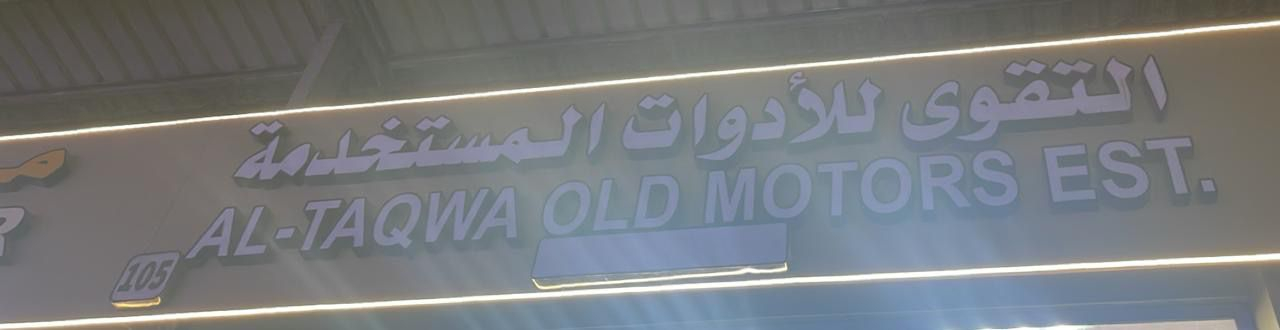 التقوى للأدوات المستخدمة
AL-TAQWA OLD MOTORS EST.
105
R